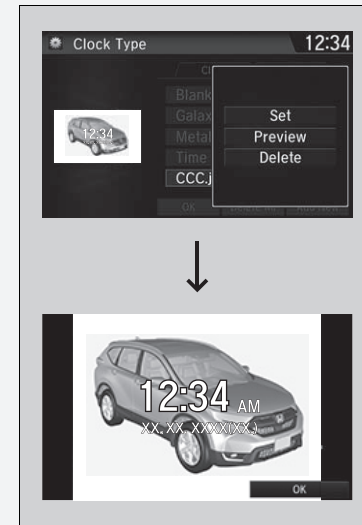 Clock Type 12:34
Blank
Galax
Metal
Time
CCC.j
12:34
Set
Preview
Delete
OK
12:34 AM
XX. XX. XXXX(XX.)
OK